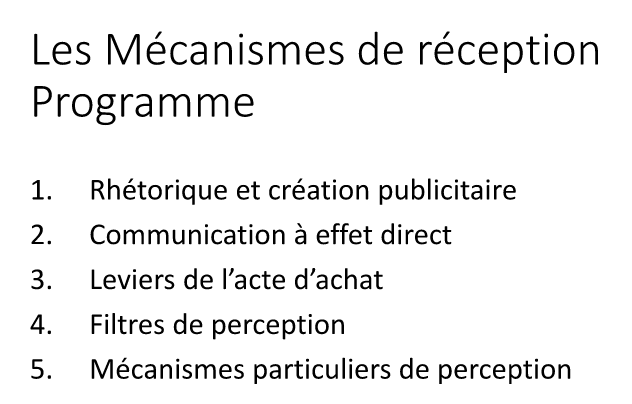 Les Mécanismes de réception
Programme
1. Rhétorique et création publicitaire
2. Communication à effet direct
3. Leviers de l’acte d’achat
4. Filtres de perception
5. Mécanismes particuliers de perception